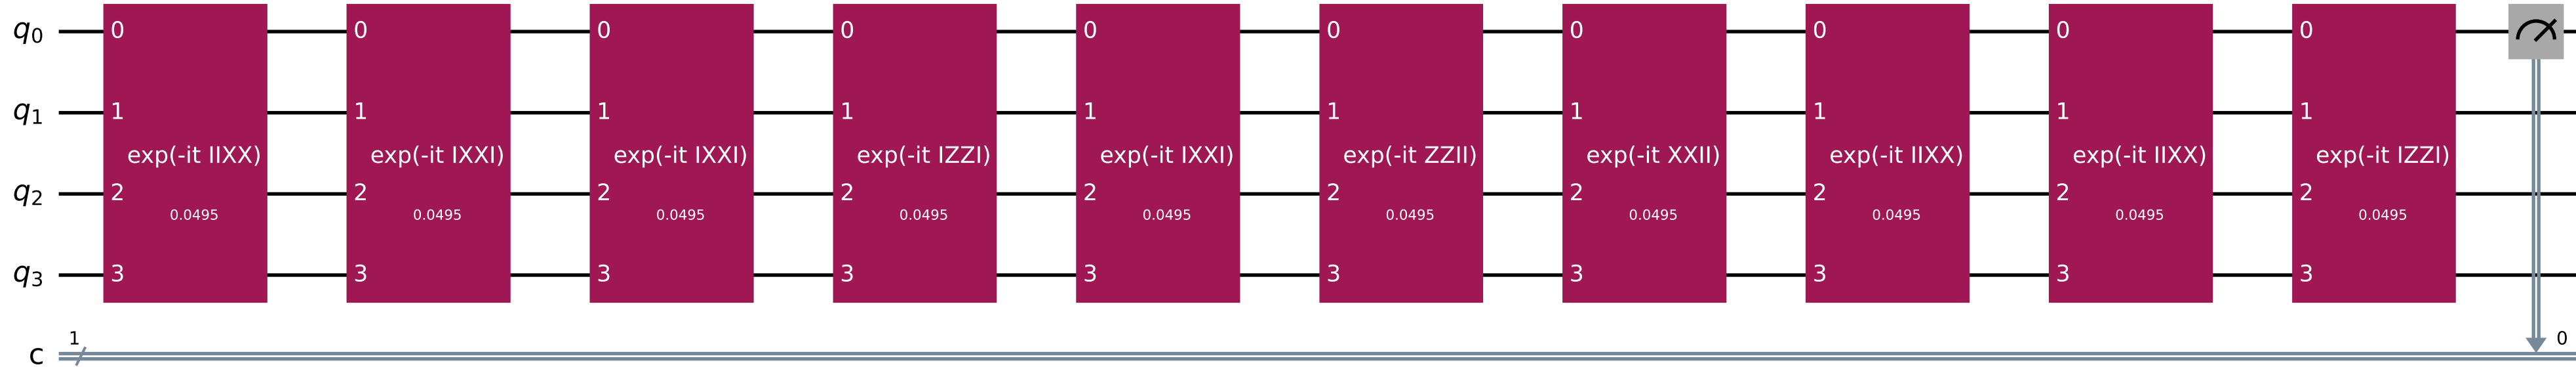 q0 0 0 0 0 0 0 0 0 0 0
q1 1 1 1 1 1 1 1 1 1 1
exp(-it IIXX) exp(-it IXXI) exp(-it IXXI) exp(-it IZZI) exp(-it IXXI) exp(-it ZZII) exp(-it XXII) exp(-it IIXX) exp(-it IIXX) exp(-it IZZI)
q2 2 2 2 2 2 2 2 2 2 2
0.0495 0.0495 0.0495 0.0495 0.0495 0.0495 0.0495 0.0495 0.0495 0.0495
q3 3 3 3 3 3 3 3 3 3 3
1 0
c